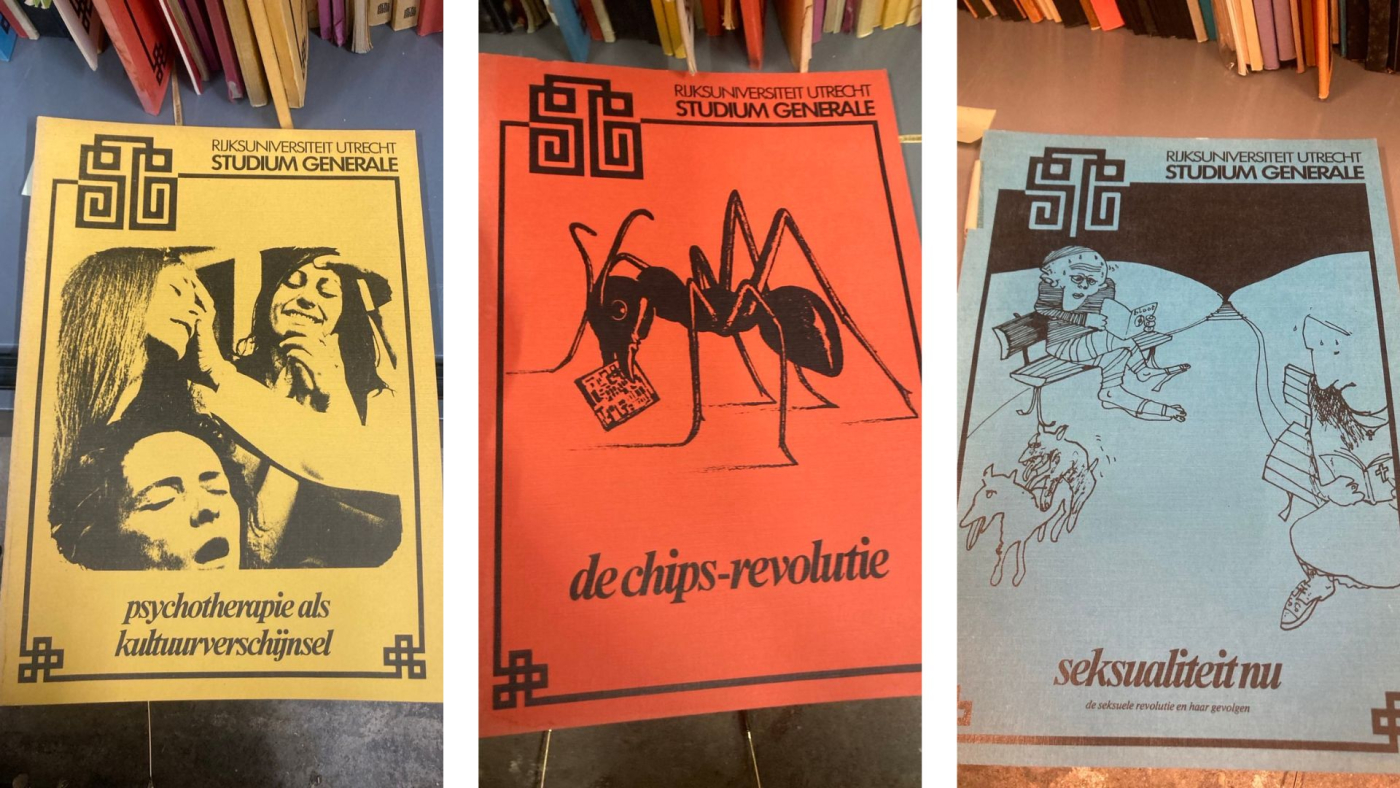 RIJKSUNIVERSITEIT UTRECHT
STUDIUM GENERALE
psychotherapie als
kultuurverschijnsel
RIJKSUNIVERSITEIT UTRECHT
STUDIUM GENERALE
de chips-revolutie
RIJKSUNIVERSITEIT UTRECHT
STUDIUM GENERALE
seksualiteit nu
de seksuele revolutie en haar gevolgen